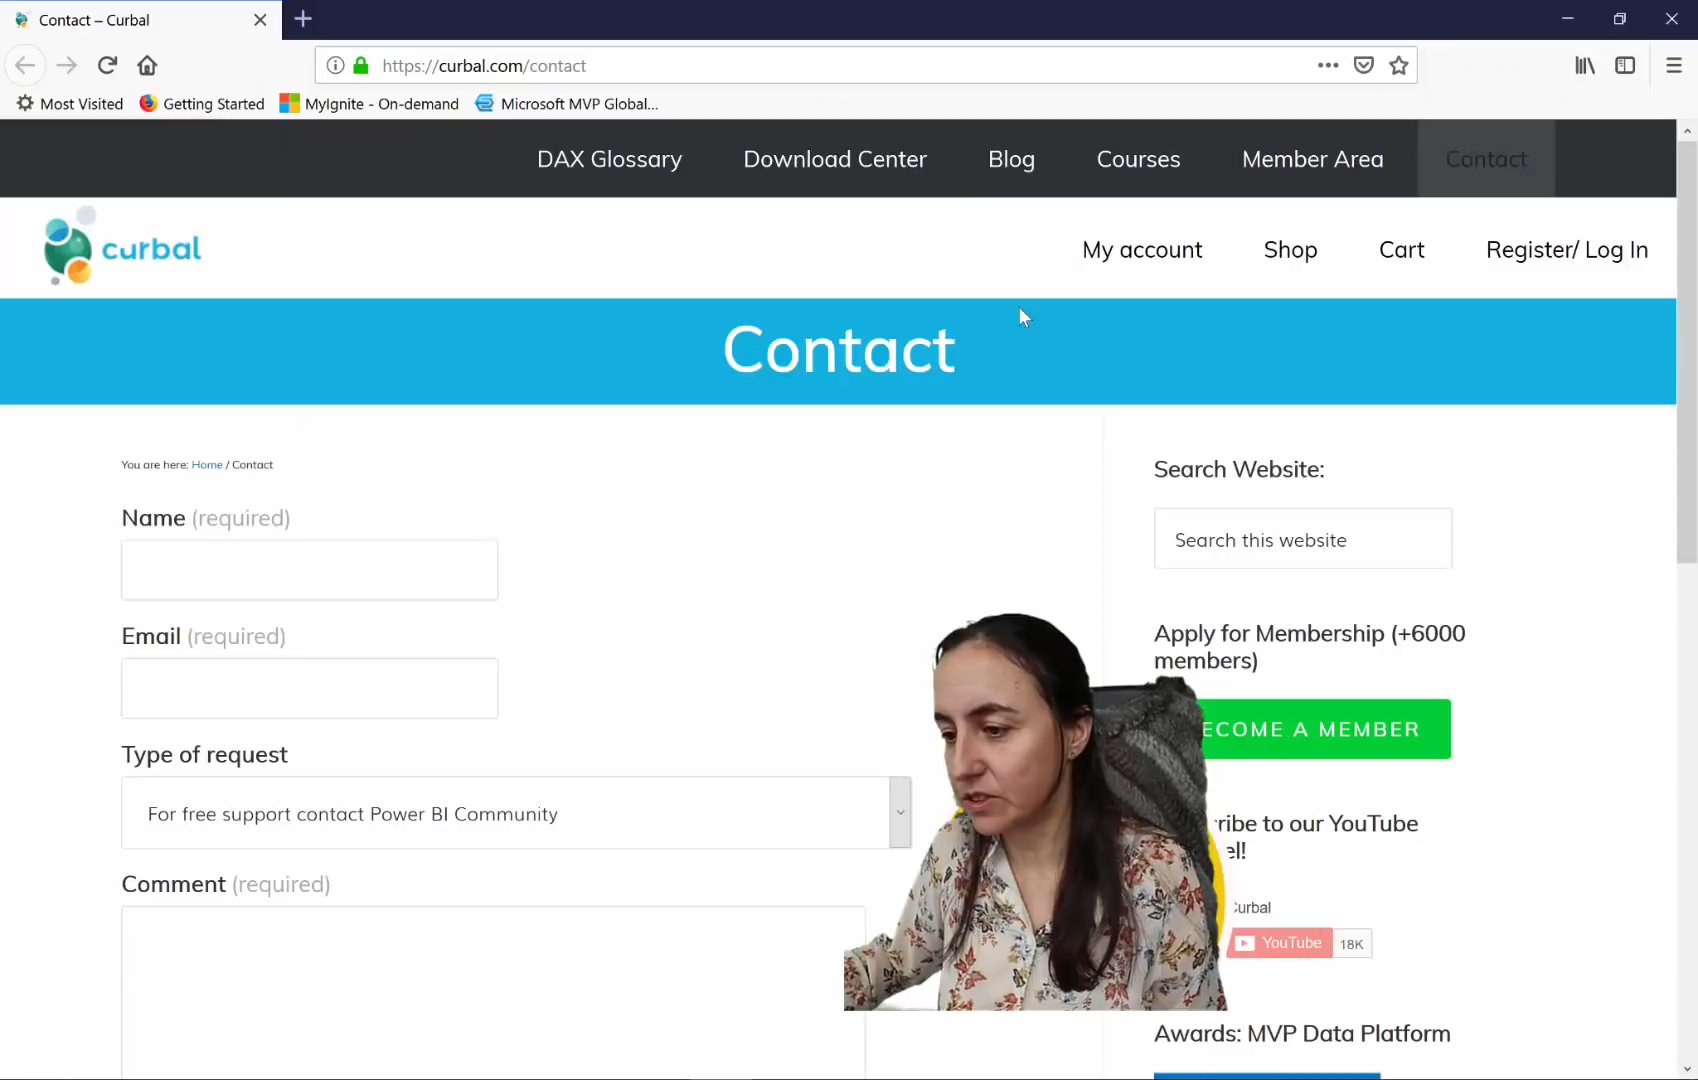 Contact – Curbal
https://curbal.com/contact
Most Visited
Getting Started
MyIgnite - On-demand
Microsoft MVP Global...
DAX Glossary
Download Center
Blog
Courses
Member Area
Contact
curbal
My account
Shop
Cart
Register/ Log In
Contact
You are here: Home / Contact
Name (required)
Email (required)
Type of request
For free support contact Power BI Community
Comment (required)
Search Website:
Search this website
Apply for Membership (+6000
members)
ECOME A MEMBER
ribe to our YouTube
el!
Curbal
YouTube 18K
Awards: MVP Data Platform